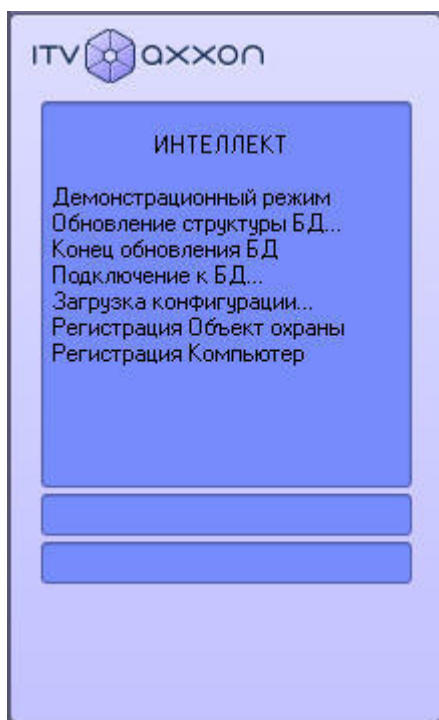 ITV axxon
ИНТЕЛЛЕКТ
Демонстрационный режим
Обновление структуры БД...
Конец обновления БД
Подключение к БД...
Загрузка конфигурации...
Регистрация Объект охраны
Регистрация Компьютер